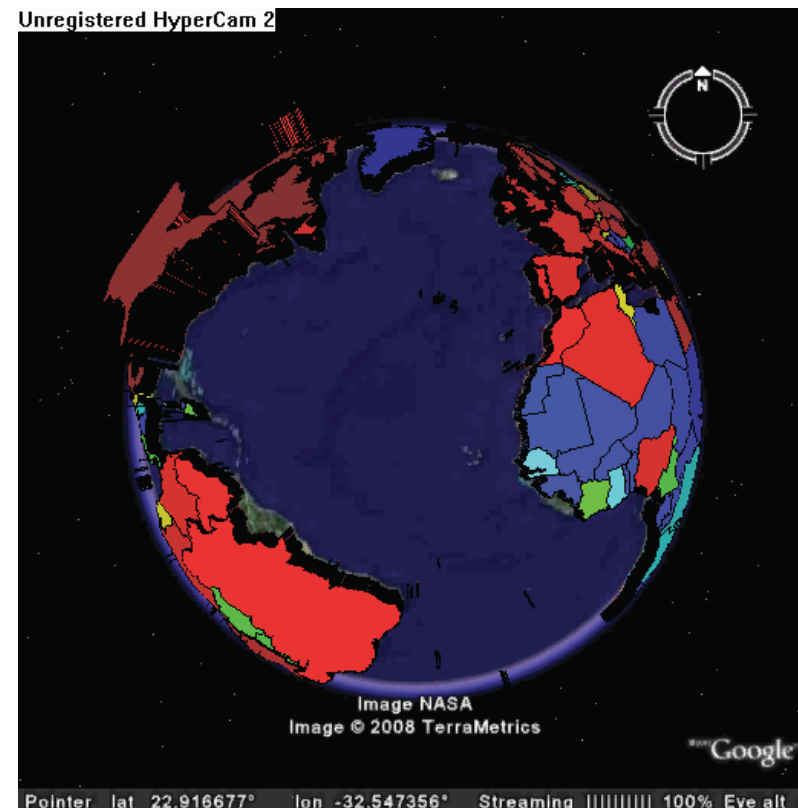 Unregistered HyperCam 2
N
Image NASA
Image © 2008 TerraMetrics
Google
Pointer lat 22.916677° lon -32.547356° Streaming |||||||||| 100% Eye alt